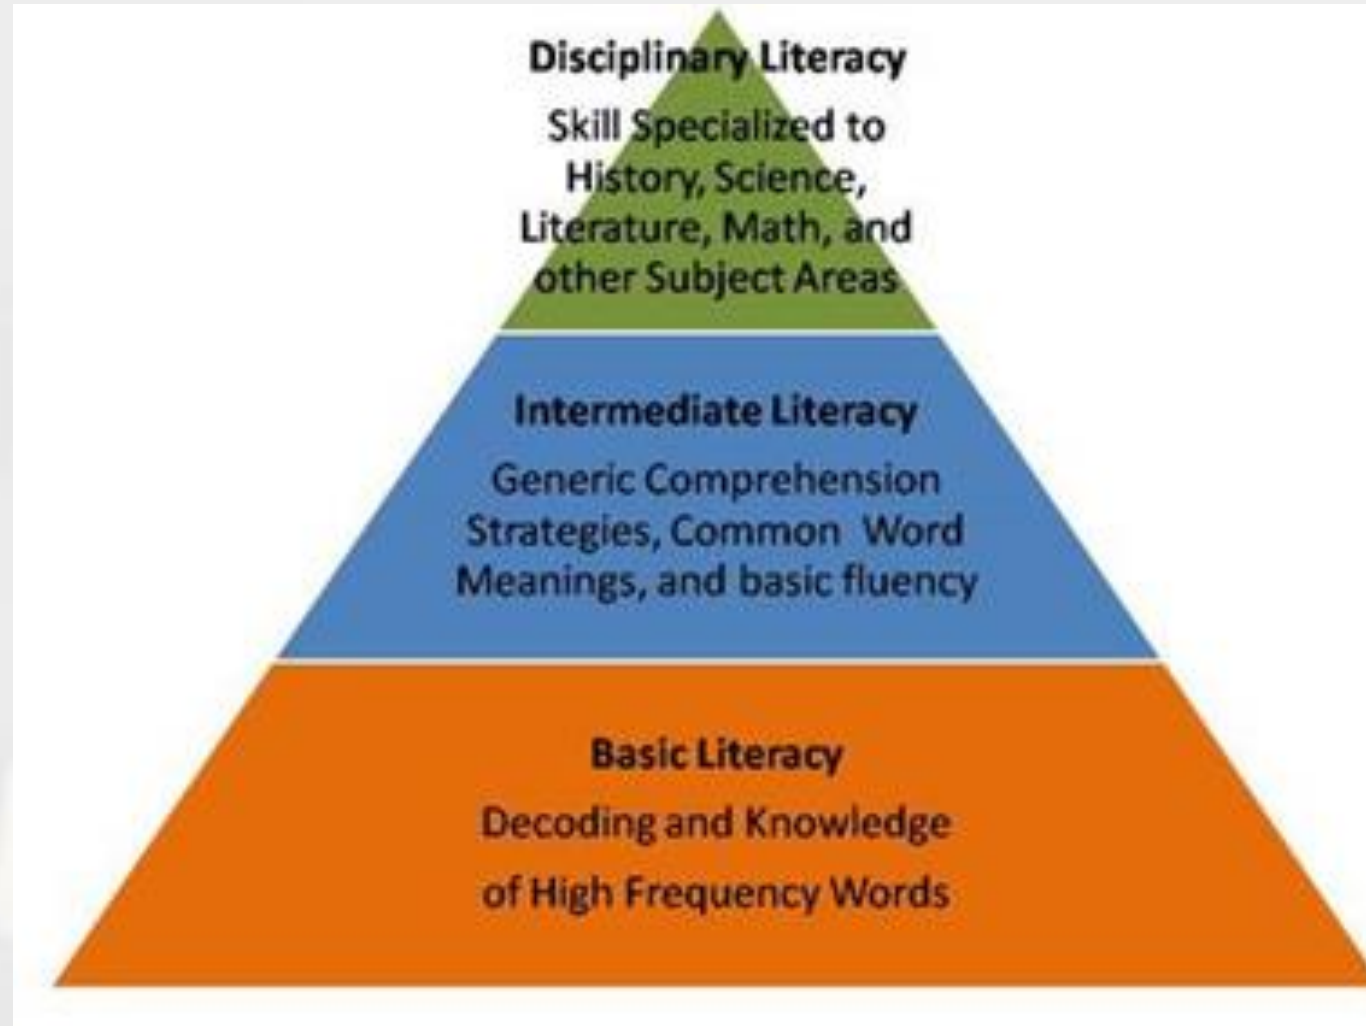 Disciplinary Literacy
Skill Specialized to
History, Science,
Literature, Math, and
other Subject Areas
Intermediate Literacy
Generic Comprehension
Strategies, Common Word
Meanings, and basic fluency
Basic Literacy
Decoding and Knowledge
of High Frequency Words